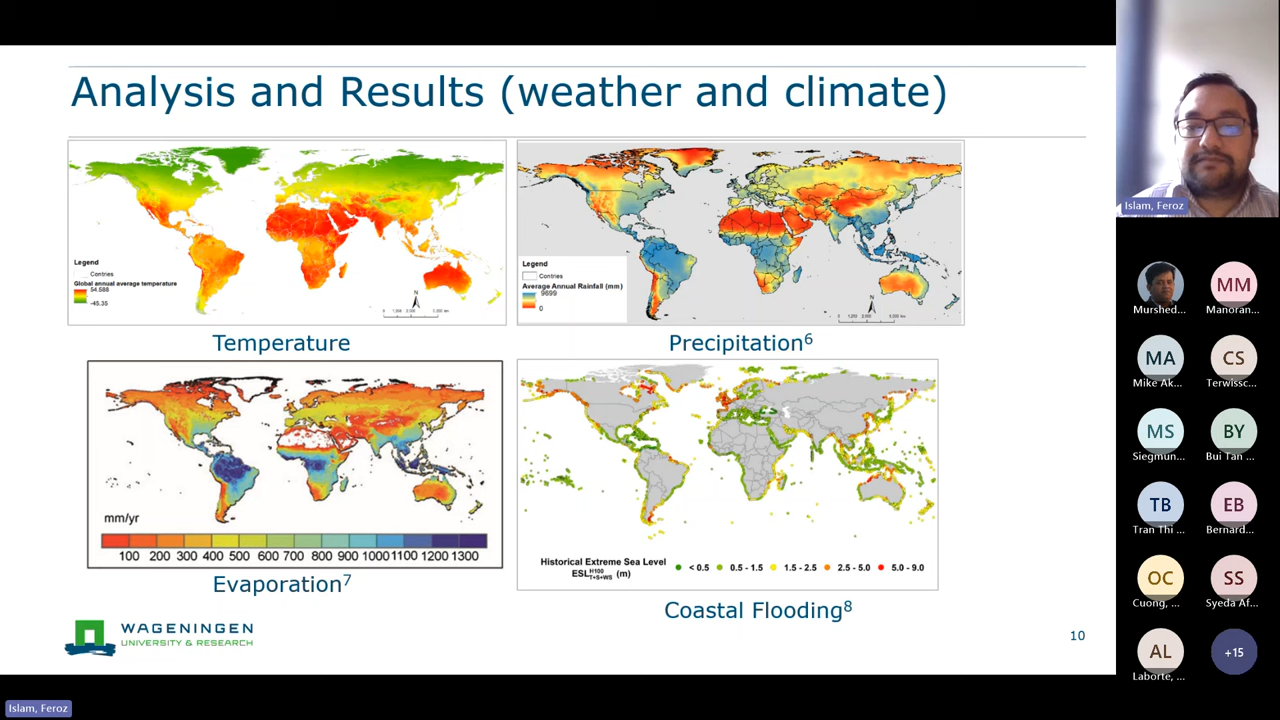 Analysis and Results (weather and climate)
Legend
Contries
Global annual average temperature
54.588
-45.35
N
Temperature
Legend
Contries
Average Annual Rainfall (mm)
9699
0
N
Precipitation6
mm/yr
100 200 300 400 500 600 700 800 900 1000 1100 1200 1300
Evaporation7
Historical Extreme Sea Level
ESL H100 T+S+WS (m)
< 0.5 0.5 - 1.5 1.5 - 2.5 2.5 - 5.0 5.0 - 9.0
Coastal Flooding8
WAGENINGEN
UNIVERSITY & RESEARCH
10
Islam, Feroz
Islam, Feroz
MM
Murshed... Manoran...
MA CS
Mike Ak... Terwissc...
MS BY
Siegmun... Bui Tan ...
TB EB
Tran Thi ... Bernard...
OC SS
Cuong, ... Syeda Af...
AL +15
Laborte, ...